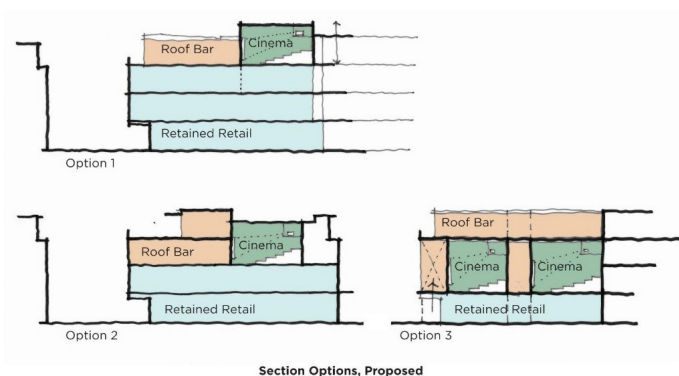 Roof Bar
Cinema
Retained Retail
Option 1
Roof Bar
Cinema
Retained Retail
Option 2
Roof Bar
Cinema
Cinema
Retained Retail
Option 3
Section Options, Proposed